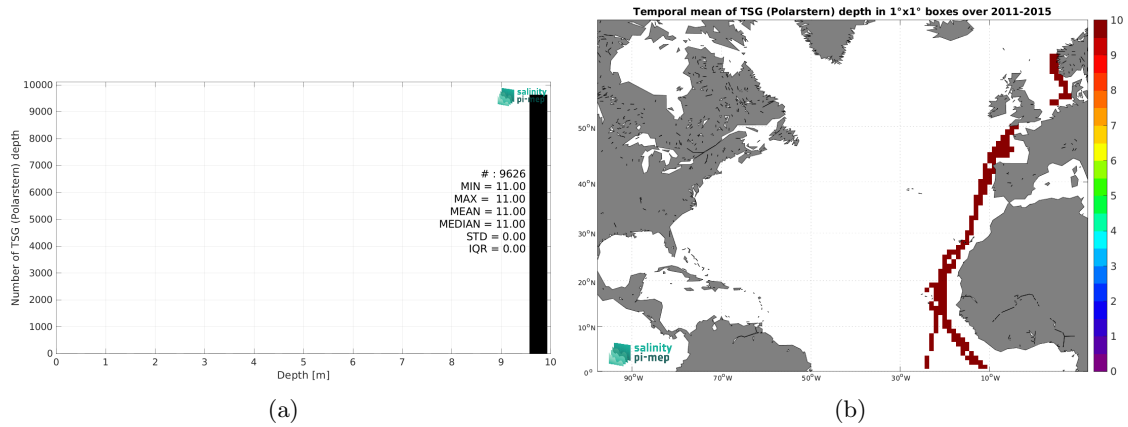 10000
9000
8000
7000
6000
5000
4000
3000
2000
1000
0
Number of TSG (Polarstern) depth
salinity
pi-mep
# : 9626
MIN = 11.00
MAX = 11.00
MEAN = 11.00
MEDIAN = 11.00
STD = 0.00
IQR = 0.00
0 1 2 3 4 5 6 7 8 9 10
Depth [m]
(a)
Temporal mean of TSG (Polarstern) depth in 1°x1° boxes over 2011-2015
50°N
40°N
30°N
20°N
10°N
0°
90°W 70°W 50°W 30°W 10°W
salinity
pi-mep
10
9
8
7
6
5
4
3
2
1
0
(b)